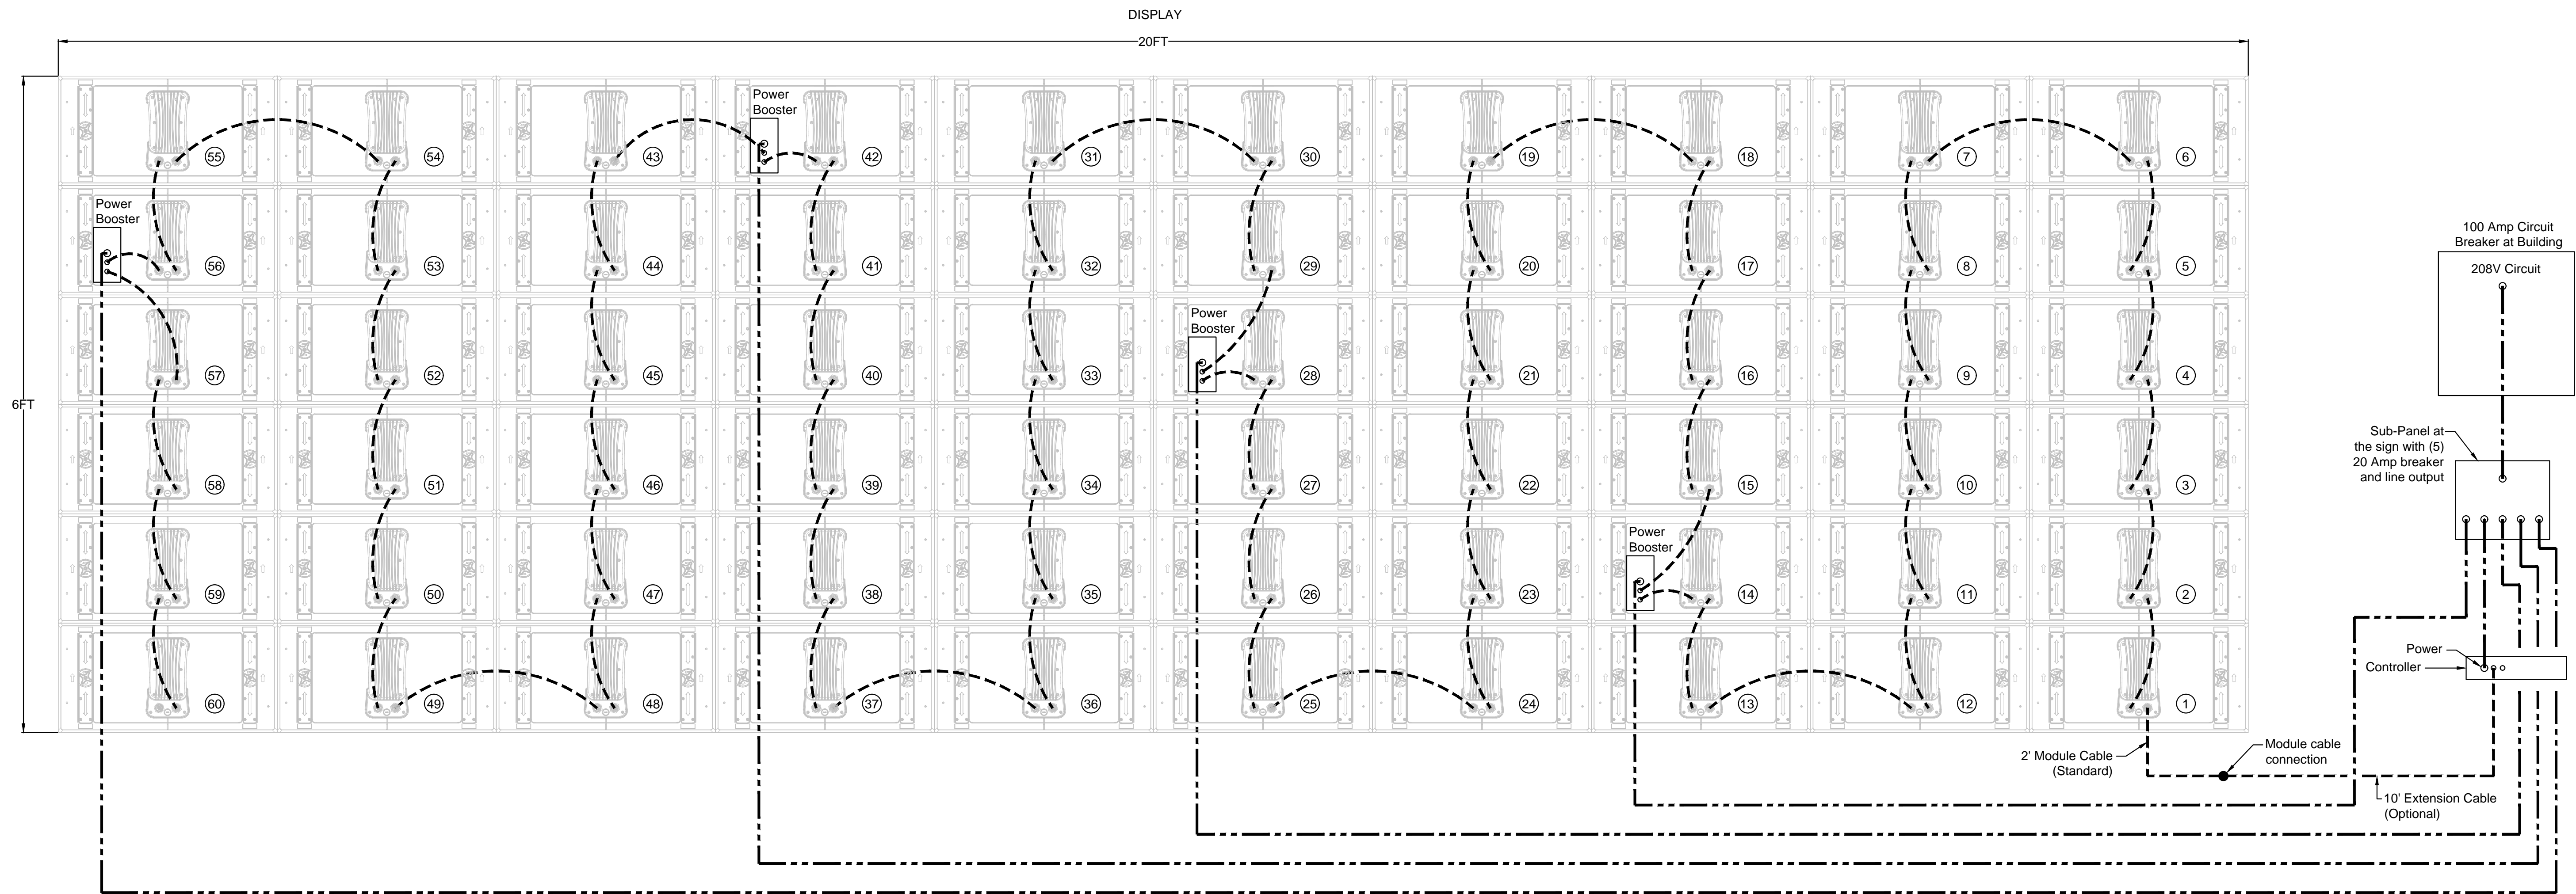 DISPLAY
20FT
6FT
Power
Booster
55
54
43
42
31
30
19
18
7
6
Power
Booster
56
53
44
41
32
29
20
17
8
5
Power
Booster
57
52
45
40
33
28
21
16
9
4
58
51
46
39
34
27
22
15
10
3
Power
Booster
59
50
47
38
35
26
23
14
11
2
60
49
48
37
36
25
24
13
12
1
100 Amp Circuit
Breaker at Building
208V Circuit
Sub-Panel at
the sign with (5)
20 Amp breaker
and line output
Power
Controller
2' Module Cable
(Standard)
Module cable
connection
10' Extension Cable
(Optional)